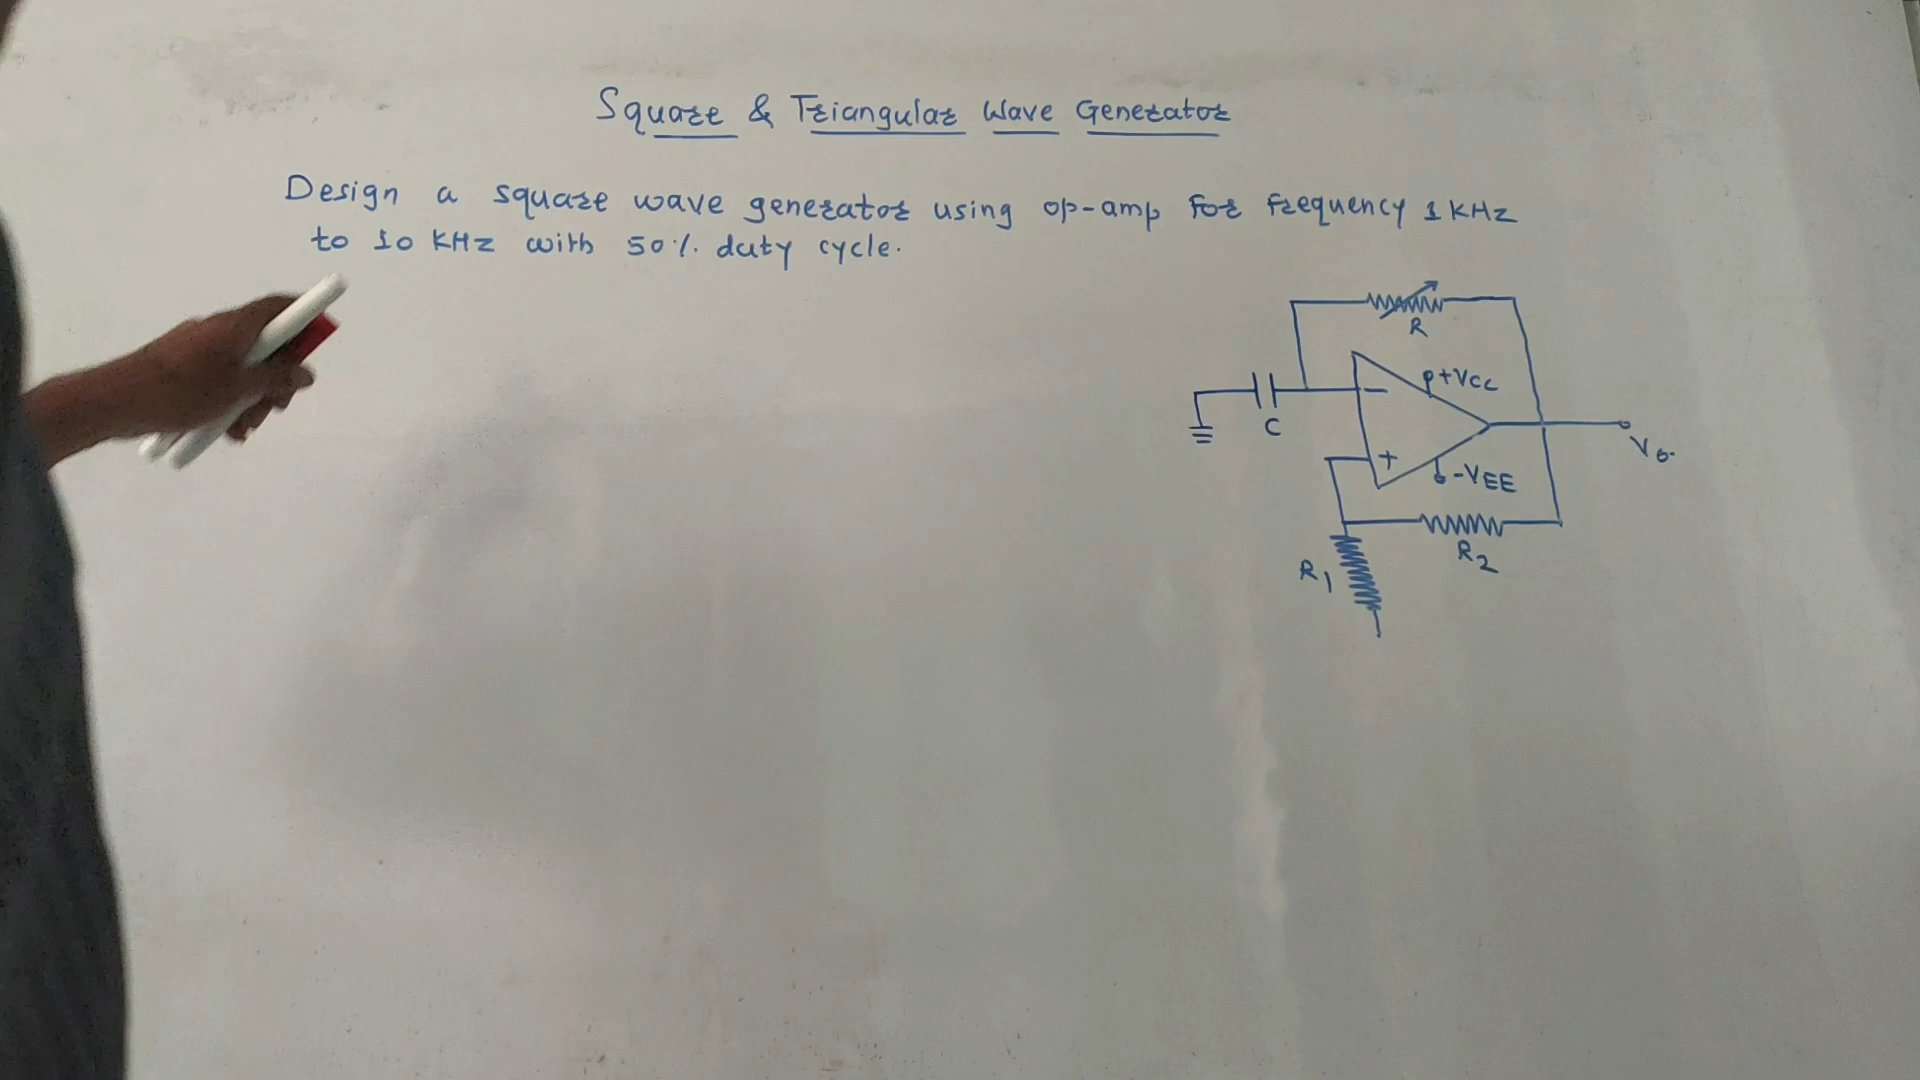 Square & Triangular Wave Generator
Design a square wave generator using op-amp for frequency 1 KHz
to 10 KHz with 50%. duty cycle.
R
+VCC
-
C
+
-VEE
Vo.
R2
R1